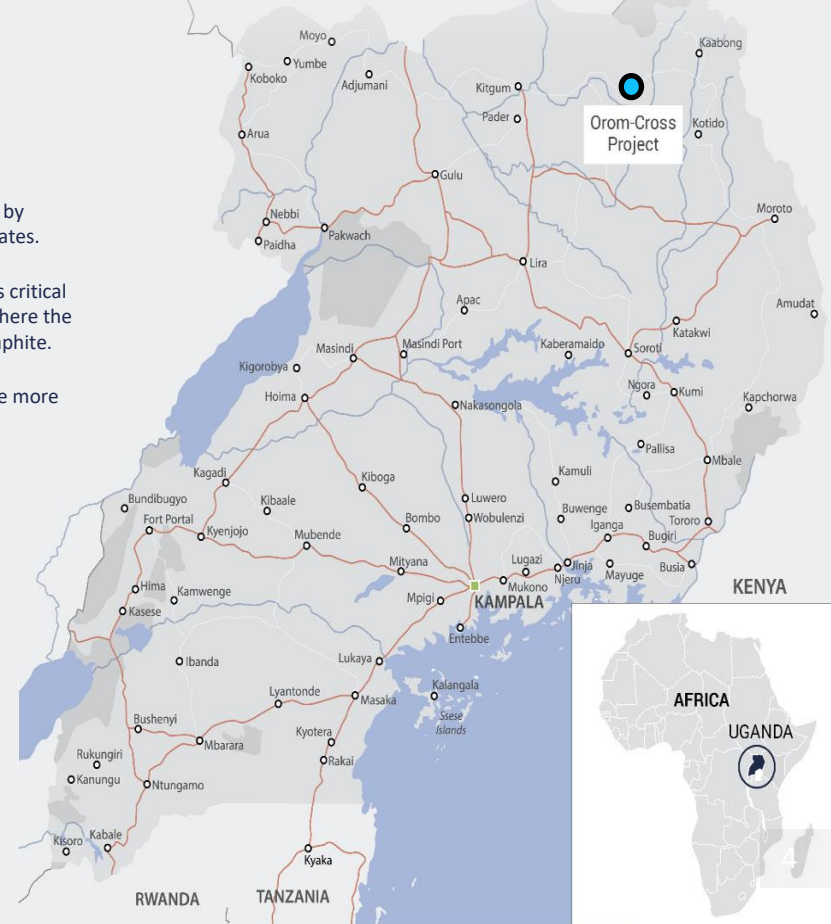 by
ates.
s critical
here the
phite.
e more
Moyo
Yumbe
Koboko
Adjumani
Kaabong
Kitgum
Pader
Orom-Cross
Project
Kotido
Arua
Gulu
Nebbi
Paidha
Pakwach
Moroto
Lira
Apac
Amudat
Katakwi
Masindi
Masindi Port
Kaberamaido
Soroti
Kigorobya
Hoima
Ngora
Kumi
Kapchorwa
Nakasongola
Pallisa
Mbale
Kagadi
Kiboga
Kamuli
Bundibugyo
Kibaale
Luwero
Busembatia
Fort Portal
Kyenjojo
Bombo
Wobulenzi
Buwenge
Tororo
Mubende
Iganga
Bugiri
Mityana
Lugazi
Jinja
Busia
Hima
Kamwenge
Mukono
Njeru
Mayuge
KENYA
Mpigi
KAMPALA
Kasese
Entebbe
Ibanda
Lukaya
Lyantonde
Masaka
Kalangala
Ssese
Islands
AFRICA
Bushenyi
Mbarara
Kyotera
UGANDA
Rukungiri
Rakai
Kanungu
Ntungamo
Kisoro
Kabale
Kyaka
4
RWANDA
TANZANIA